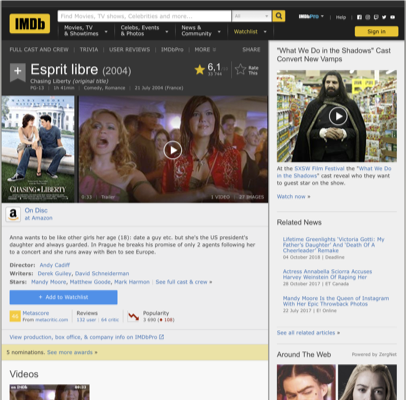 IMDb
Find Movies, TV shows, Celebrities and more...
All
IMDbPro
Help
Movies, TV
& Showtimes
Celebs, Events
& Photos
News &
Community
Watchlist
Sign in
FULL CAST AND CREW | TRIVIA | USER REVIEWS | IMDbPro | MORE
SHARE
Esprit libre (2004)
Chasing Liberty (original title)
PG-13 | 1h 41min | Comedy, Romance | 21 July 2004 (France)
6,1
Rate
This
CHASING LIBERTY
Trailer
1 VIDEO | IMAGES
On Disc
at Amazon
Anna wants to be like other girls her age (18): date a guy etc. but she's the US president's
daughter and always guarded. In Prague he breaks his promise of only 2 agents following her
to a concert and she runs away with Ben to see Europe.
Director: Andy Cadiff
Writers: Derek Guiley, David Schneiderman
Stars: Mandy Moore, Matthew Goode, Mark Harmon | See full cast & crew »
+ Add to Watchlist
Metascore
From metacritic.com
Reviews
132 user | 64 critic
Popularity
3 690 (108)
View production, box office, & company info on IMDbPro
5 nominations. See more awards »
Videos
"What We Do in the Shadows" Cast
Convert New Vamps
At the SXSW Film Festival the "What We Do
in the Shadows" cast reveal who they want
to guest star on the show.
Watch now »
Related News
Lifetime Greenlights 'Victoria Gotti: My
Father's Daughter' And 'Death Of A
Cheerleader' Remake
04 October 2018 | Deadline
Actress Annabella Sciorra Accuses
Harvey Weinstein Of Raping Her
28 October 2017 | ET Canada
Mandy Moore Is the Queen of Instagram
With Her Epic Throwback Photos
22 July 2017 | E! Online
See all related articles »
Around The Web
Powered by ZergNet